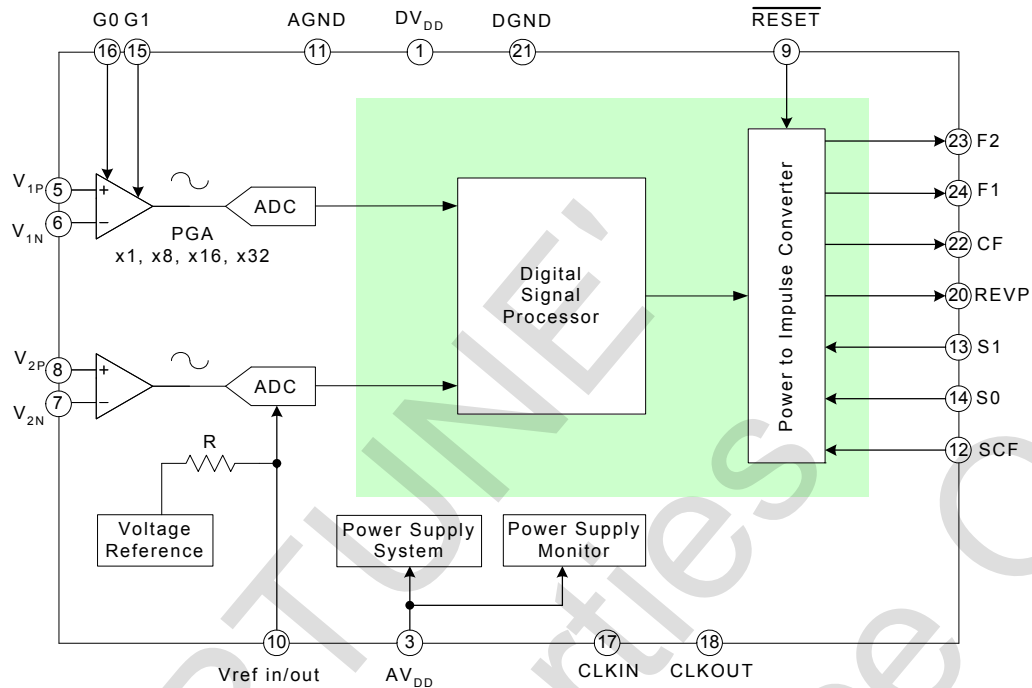 G0 G1 AGND DV_DD DGND RESET
16 15 11 1 21 9
V_1P 5 +
6 −
V_1N
PGA
x1, x8, x16, x32
ADC
V_2P 8 +
7 −
V_2N
ADC
R
Voltage
Reference
Digital
Signal
Processor
Power to Impulse Converter
23 F2
24 F1
22 CF
20 REVP
13 S1
14 S0
12 SCF
Power Supply
System
Power Supply
Monitor
10 3 17 18
Vref in/out AV_DD CLKIN CLKOUT
PTUNE'
rties